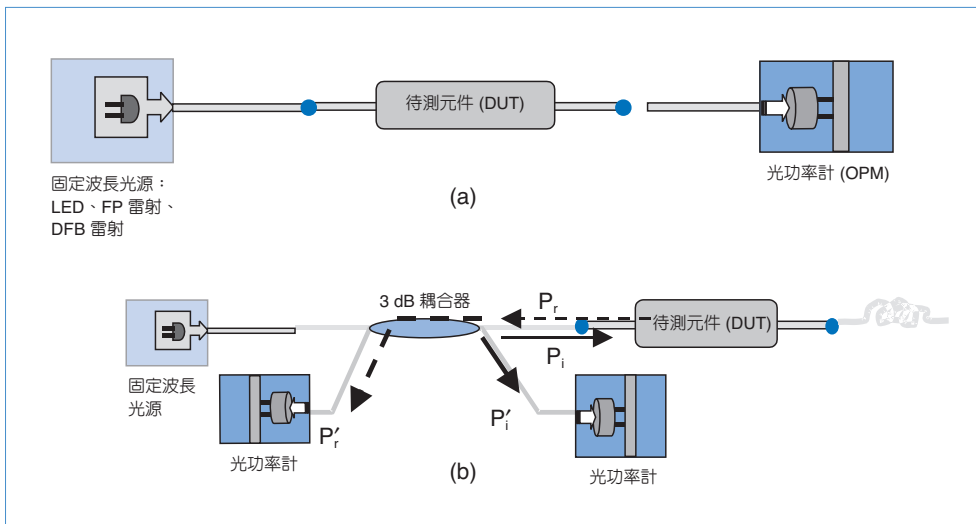 待測元件 (DUT)
固定波長光源：
LED、FP 雷射、
DFB 雷射
光功率計 (OPM)
(a)
3 dB 耦合器
Pr
待測元件 (DUT)
Pi
固定波長
光源
P′r
P′i
光功率計
光功率計
(b)